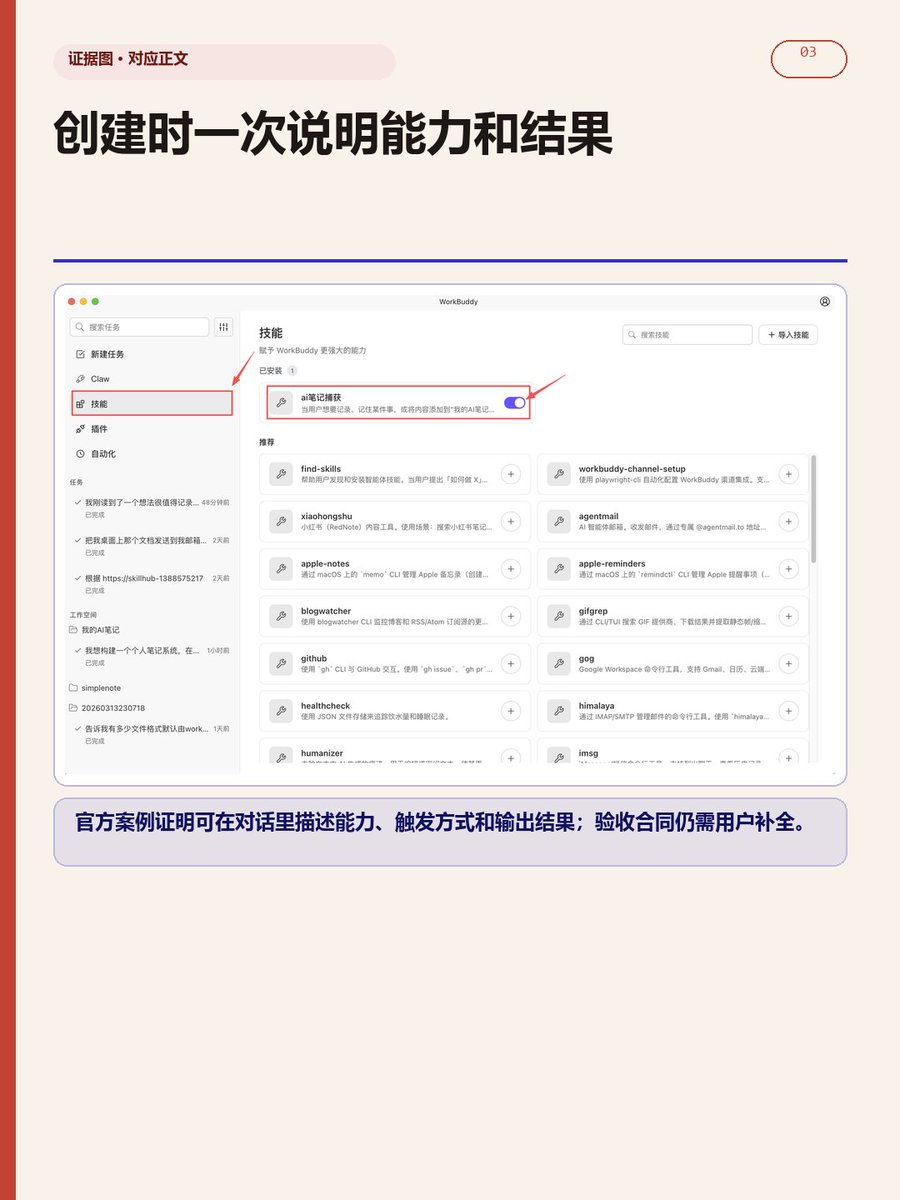 证据图·对应正文
03
创建时一次说明能力和结果
WorkBuddy
搜索任务
新建任务
Claw
技能
插件
自动化
任务
我刚读到了一个想法很值得记录... 48分钟前
已完成
把我桌面上那个文档发送到我邮箱... 2天前
已完成
根据 https://skillhub-1388575217 2天前
已完成
工作空间
我的AI笔记
我想构建一个个人笔记系统，在... 1小时前
已完成
simplenote
20260313230718
告诉我有多少文件格式默认由work... 1天前
已完成
技能
赋予 WorkBuddy 更强大的能力
搜索技能
+ 导入技能
已安装 1
ai笔记捕获
当用户想要记录、记住某件事，或将内容添加到"我的AI笔记...
推荐
find-skills
帮助用户发现和安装智能体技能。当用户提出「如何做 X」...
workbuddy-channel-setup
使用 playwright-cli 自动化配置 WorkBuddy 渠道集成。支...
xiaohongshu
小红书（RedNote）内容工具。使用场景：搜索小红书笔记...
agentmail
AI 智能体邮箱。收发邮件，通过专属 @agentmail.to 地址...
apple-notes
通过 macOS 上的 `memo` CLI 管理 Apple 备忘录（创建...
apple-reminders
通过 macOS 上的 `remindctl` CLI 管理 Apple 提醒事项（...
blogwatcher
使用 blogwatcher CLI 监控博客和 RSS/Atom 订阅源的更...
gifgrep
通过 CLI/TUI 搜索 GIF 提供商、下载结果并提取静态帧/缩...
github
使用 `gh` CLI 与 GitHub 交互。使用 `gh issue`、`gh pr`...
gog
Google Workspace 命令行工具，支持 Gmail、日历、云端...
healthcheck
使用 JSON 文件存储来追踪饮水量和睡眠记录。
himalaya
通过 IMAP/SMTP 管理邮件的命令行工具。使用 `himalaya...
humanizer
imsg
官方案例证明可在对话里描述能力、触发方式和输出结果；验收合同仍需用户补全。